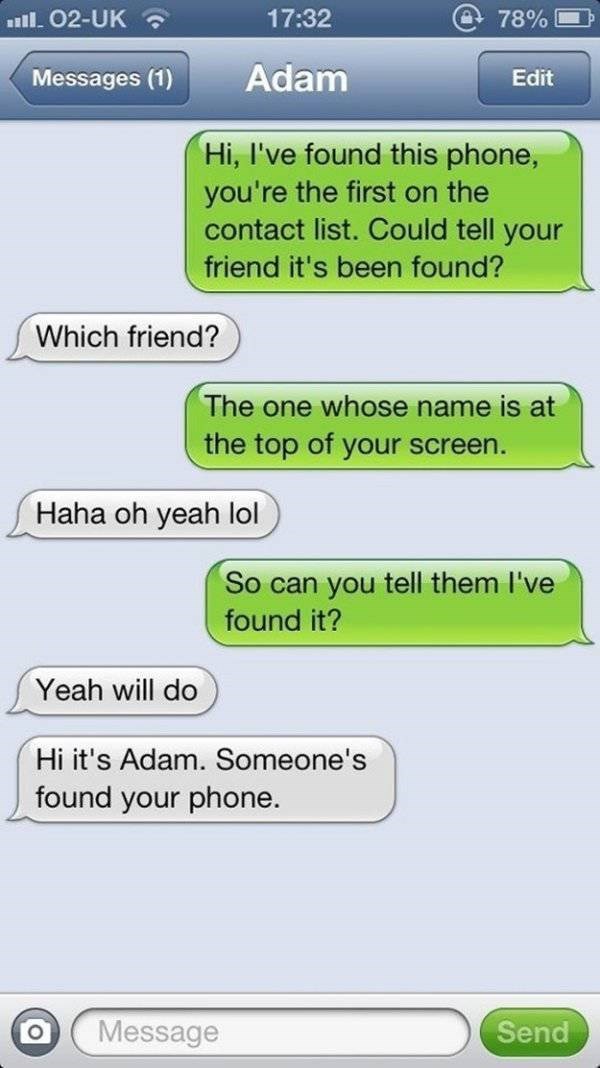 O2-UK 17:32 78%
Messages (1) Adam Edit
Hi, I've found this phone,
you're the first on the
contact list. Could tell your
friend it's been found?
Which friend?
The one whose name is at
the top of your screen.
Haha oh yeah lol
So can you tell them I've
found it?
Yeah will do
Hi it's Adam. Someone's
found your phone.
Message Send